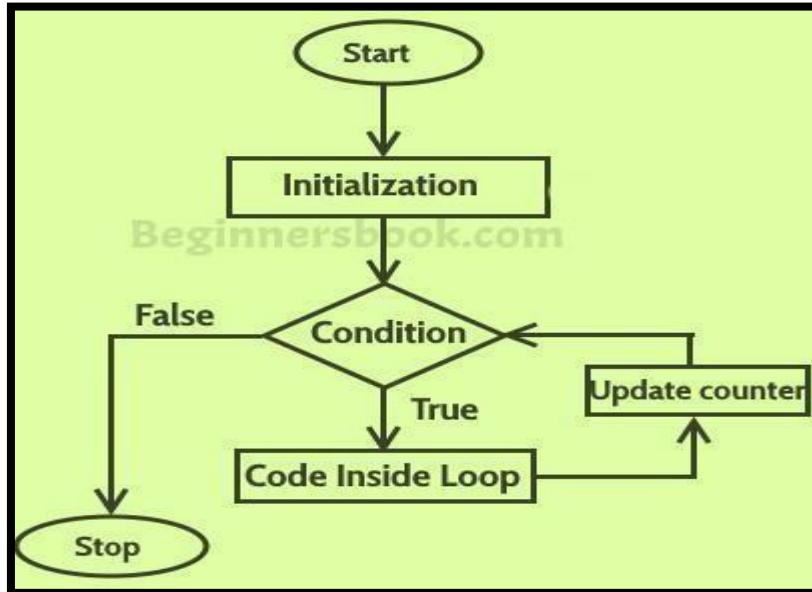 Start
Initialization
Beginnersbook.com
False
Condition
Update counter
True
Code Inside Loop
Stop